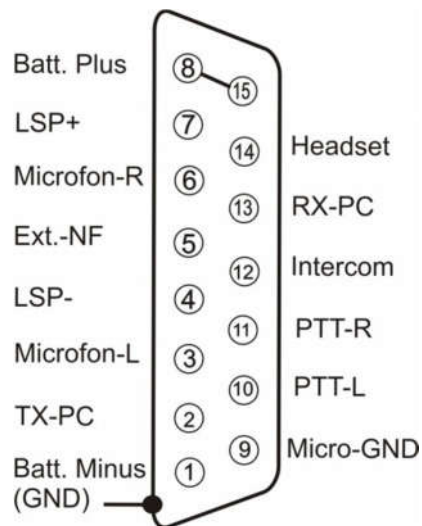 Batt. Plus
8
15
LSP+
7
14
Headset
Microfon-R
6
13
RX-PC
Ext.-NF
5
12
Intercom
LSP-
4
11
PTT-R
Microfon-L
3
10
PTT-L
TX-PC
2
9
Micro-GND
Batt. Minus
1
(GND)